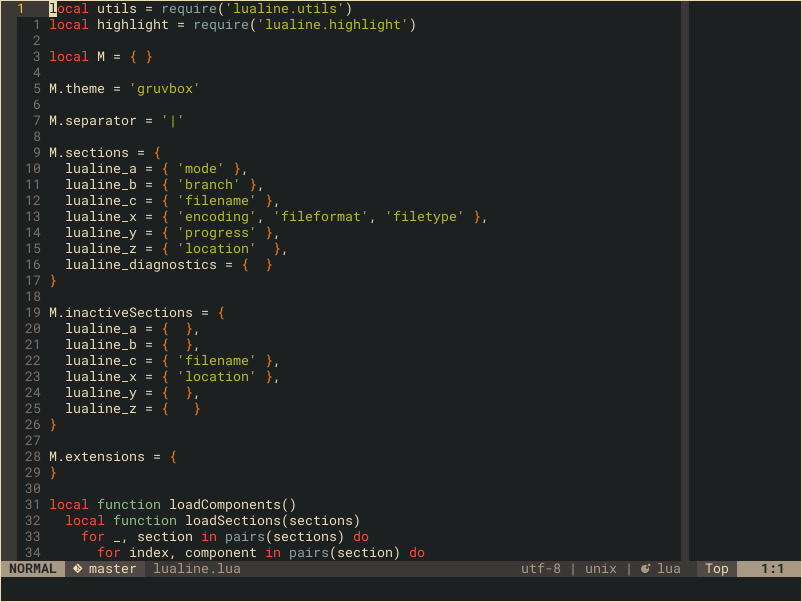 1 local utils = require('lualine.utils')
1 local highlight = require('lualine.highlight')
2
3 local M = { }
4
5 M.theme = 'gruvbox'
6
7 M.separator = '|'
8
9 M.sections = {
10 lualine_a = { 'mode' },
11 lualine_b = { 'branch' },
12 lualine_c = { 'filename' },
13 lualine_x = { 'encoding', 'fileformat', 'filetype' },
14 lualine_y = { 'progress' },
15 lualine_z = { 'location'  },
16 lualine_diagnostics = {  }
17 }
18
19 M.inactiveSections = {
20 lualine_a = {  },
21 lualine_b = {  },
22 lualine_c = { 'filename' },
23 lualine_x = { 'location' },
24 lualine_y = {  },
25 lualine_z = {   }
26 }
27
28 M.extensions = {
29 }
30
31 local function loadComponents()
32 local function loadSections(sections)
33 for _, section in pairs(sections) do
34 for index, component in pairs(section) do
NORMAL master lualine.lua utf-8 | unix | lua Top 1:1